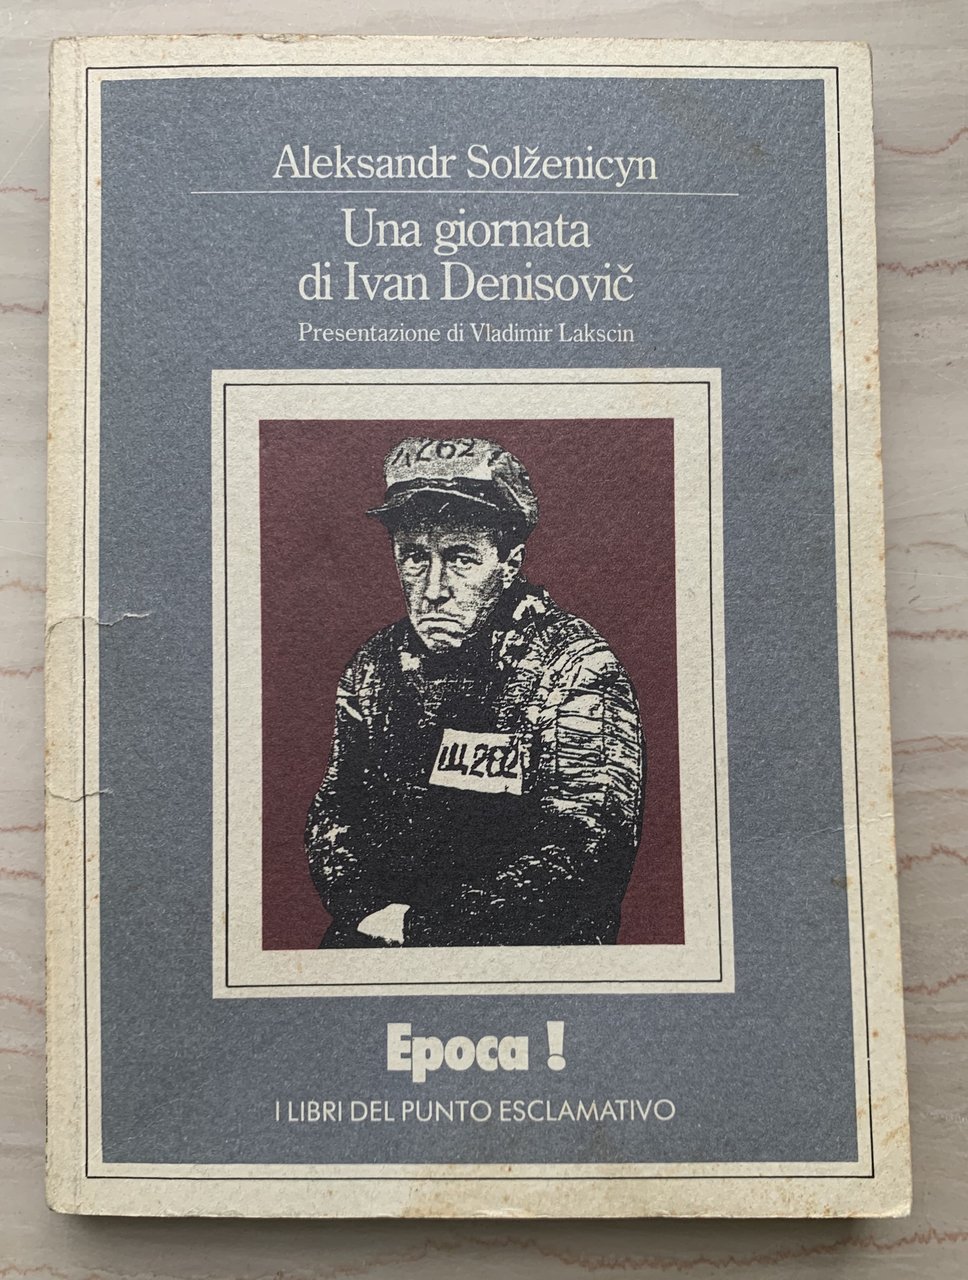 Aleksandr Solženicyn
Una giornata
di Ivan Denisovič
Presentazione di Vladimir Lakscin
Щ262
Epoca !
I LIBRI DEL PUNTO ESCLAMATIVO